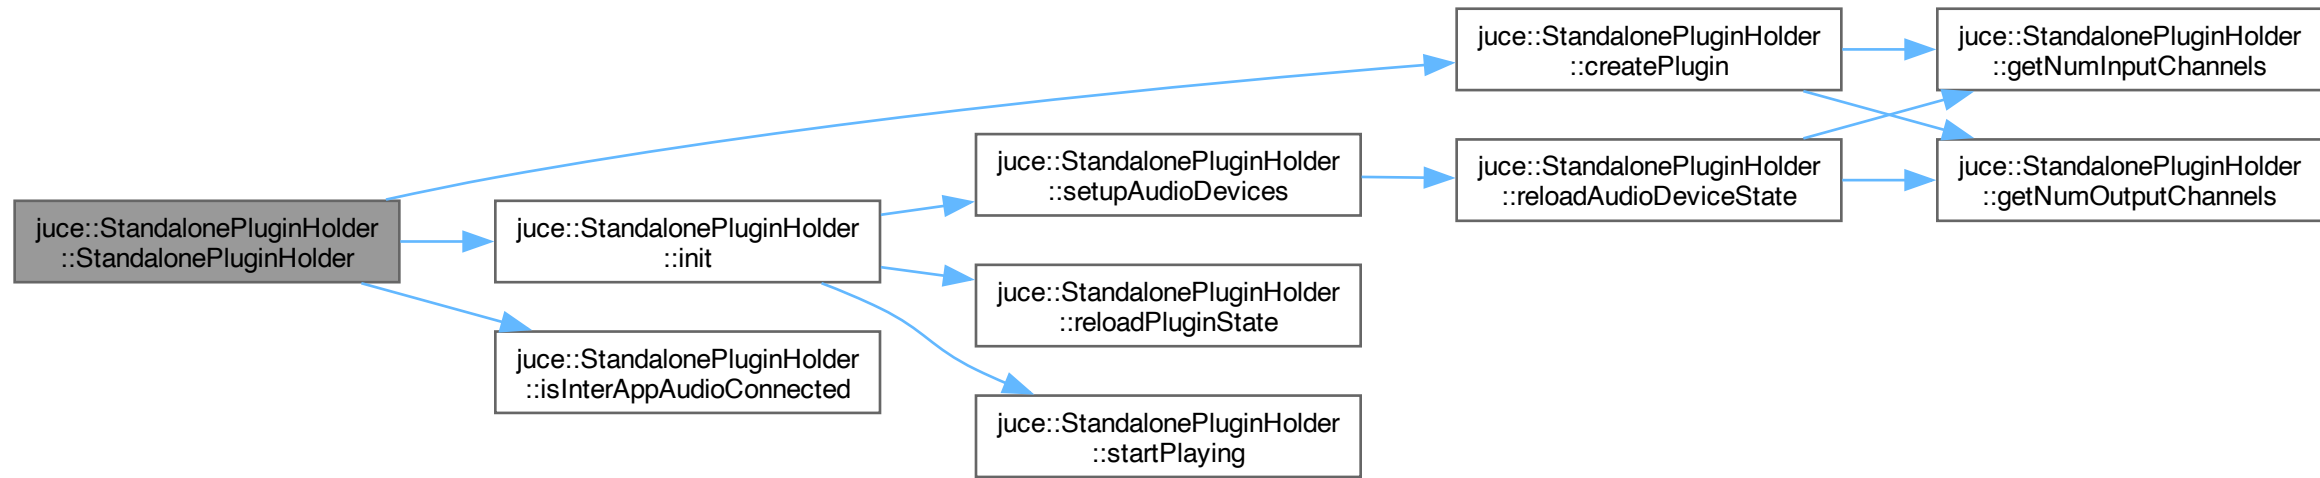 juce::StandalonePluginHolder
::StandalonePluginHolder
juce::StandalonePluginHolder
::init
juce::StandalonePluginHolder
::isInterAppAudioConnected
juce::StandalonePluginHolder
::setupAudioDevices
juce::StandalonePluginHolder
::reloadPluginState
juce::StandalonePluginHolder
::startPlaying
juce::StandalonePluginHolder
::createPlugin
juce::StandalonePluginHolder
::reloadAudioDeviceState
juce::StandalonePluginHolder
::getNumInputChannels
juce::StandalonePluginHolder
::getNumOutputChannels